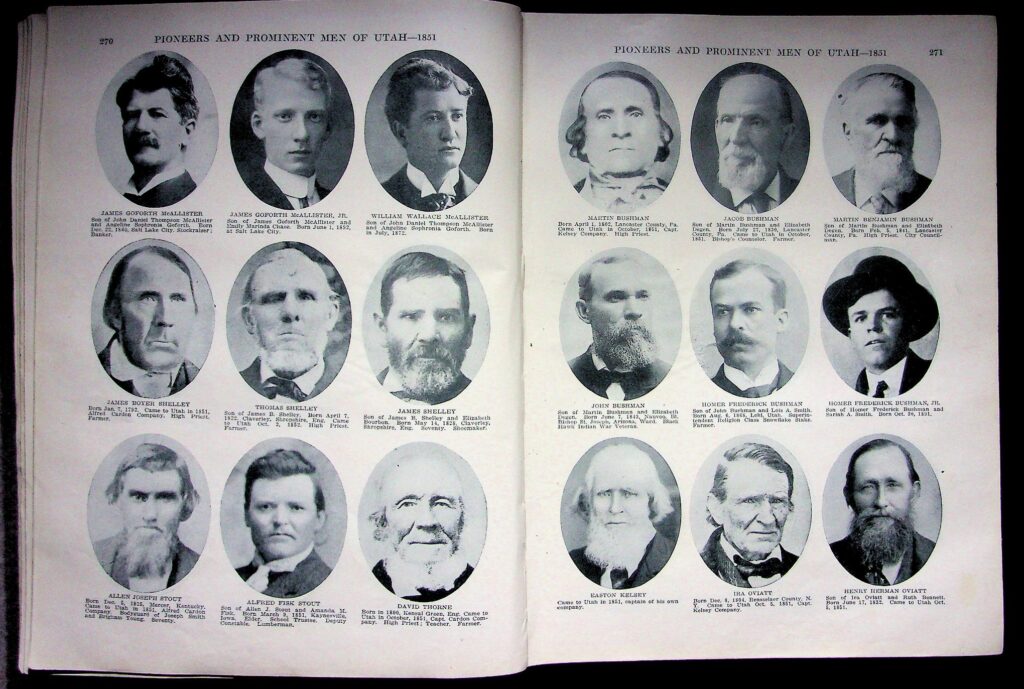 270
PIONEERS AND PROMINENT MEN OF UTAH—1851
JAMES GOFORTH McALLISTER
Son of John Daniel Thompson McAllister
and Angeline Sophronia Goforth. Born
Dec. 22, Salt Lake City. Stockraiser;
Banker.
JAMES GOFORTH McALLISTER, JR.
Son of James Goforth McAllister and
Emily Marinda Chase. Born June 1, 1892,
at Salt Lake City.
WILLIAM WALLACE McALLISTER
Son of John Daniel Thompson McAllister
and Angeline Sophronia Goforth. Born
in July, 1872.
JAMES BOYER SHELLEY
Born Jan. 7, 1792. Came to Utah in 1851,
Alfred Cardon Company. High Priest.
Farmer.
THOMAS SHELLEY
Son of James B. Shelley. Born April 7,
Claverley, Shropshire, Eng. Came
to Utah Oct. 2, 1852. High Priest.
Farmer.
JAMES SHELLEY
Son of James B. Shelley and Elizabeth
Bourbon. Born May 14, Claverley,
Shropshire, Eng. Seventy. Shoemaker.
ALLEN JOSEPH STOUT
Born Dec. 5, 1815, Mercer, Kentucky.
Came to Utah in 1851, Alfred Cardon
Company. Bodyguard of Joseph Smith
and Brigham Young. Seventy.
ALFRED FISK STOUT
Son of Allen J. Stout and Amanda M.
Fisk. Born March 9, 1851, Kaynesville,
Iowa. Elder. School Trustee. Deputy
Constable. Lumberman.
DAVID THORNE
Born in 1800, Kensal Green, Eng. Came to
Utah in October, 1851, Capt. Cardon Com-
pany. High Priest; Teacher. Farmer.
PIONEERS AND PROMINENT MEN OF UTAH—1851
271
MARTIN BUSHMAN
Born April 1, 1802, Lancaster County, Pa.
Came to Utah in October, 1851, Capt.
Kelsey Company. High Priest.
JACOB BUSHMAN
Son of Martin Bushman and Elizabeth
Degen. Born July 27, 1830, Lancaster
County, Pa. Came to Utah in October,
1851. Bishop's Counselor. Farmer.
MARTIN BENJAMIN BUSHMAN
Son of Martin Bushman and Elizabeth
Degen. Born Feb. 5, 1841, Lancaster
County, Pa. High Priest. City Council-
man.
JOHN BUSHMAN
Son of Martin Bushman and Elizabeth
Degen. Born June 7, 1843, Nauvoo, Ill.
Bishop St. Joseph, Arizona, Ward. Black
Hawk Indian War Veteran.
HOMER FREDERICK BUSHMAN
Son of John Bushman and Lois A. Smith.
Born Aug. 6, 1868, Lehi, Utah. Superin-
tendent Religion Class Snowflake Stake.
Farmer.
HOMER FREDERICK BUSHMAN, JR.
Son of Homer Frederick Bushman and
Sariah A. Smith. Born Oct.
EASTON KELSEY
Came to Utah in 1851, captain of his own
company.
IRA OVIATT
Born Dec. 6, 1804, Rensselaer County, N.
Y. Came to Utah Oct. 5, 1851, Capt.
Kelsey Company.
HENRY HERMAN OVIATT
Son of Ira Oviatt and Ruth Bennett.
Born June 17, Came to Utah Oct.
5, 1851.